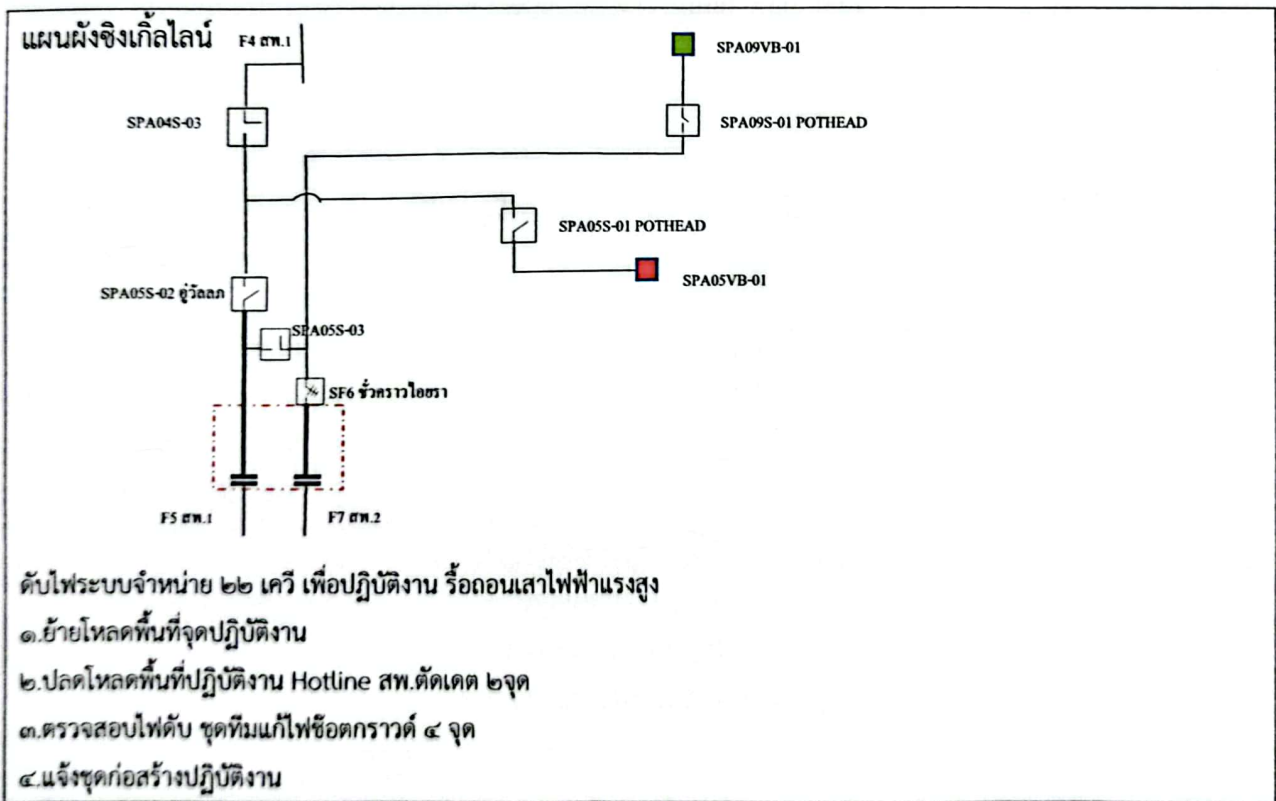 แผนผังซิงเกิ้ลไลน์
F4 สพ.1
SPA09VB-01
SPA04S-03
SPA09S-01 POTHEAD
SPA05S-01 POTHEAD
SPA05VB-01
SPA05S-02 อู่วัลลภ
SPA05S-03
SF6 ชั่วคราวไอยรา
F5 สพ.1
F7 สพ.2
ดับไฟระบบจำหน่าย ๒๒ เควี เพื่อปฏิบัติงาน รื้อถอนเสาไฟฟ้าแรงสูง
๑.ย้ายโหลดพื้นที่จุดปฏิบัติงาน
๒.ปลดโหลดพื้นที่ปฏิบัติงาน Hotline สพ.ตัดเดต ๒จุด
๓.ตรวจสอบไฟดับ ชุดทีมแก้ไฟช๊อตกราวด์ ๔ จุด
๔.แจ้งชุดก่อสร้างปฏิบัติงาน